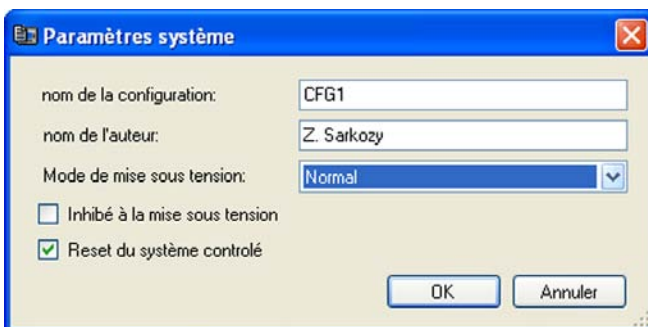 Paramètres système
nom de la configuration: CFG1
nom de l'auteur: Z. Sarkozy
Mode de mise sous tension: Normal
Inhibé à la mise sous tension
Reset du système controlé
OK Annuler